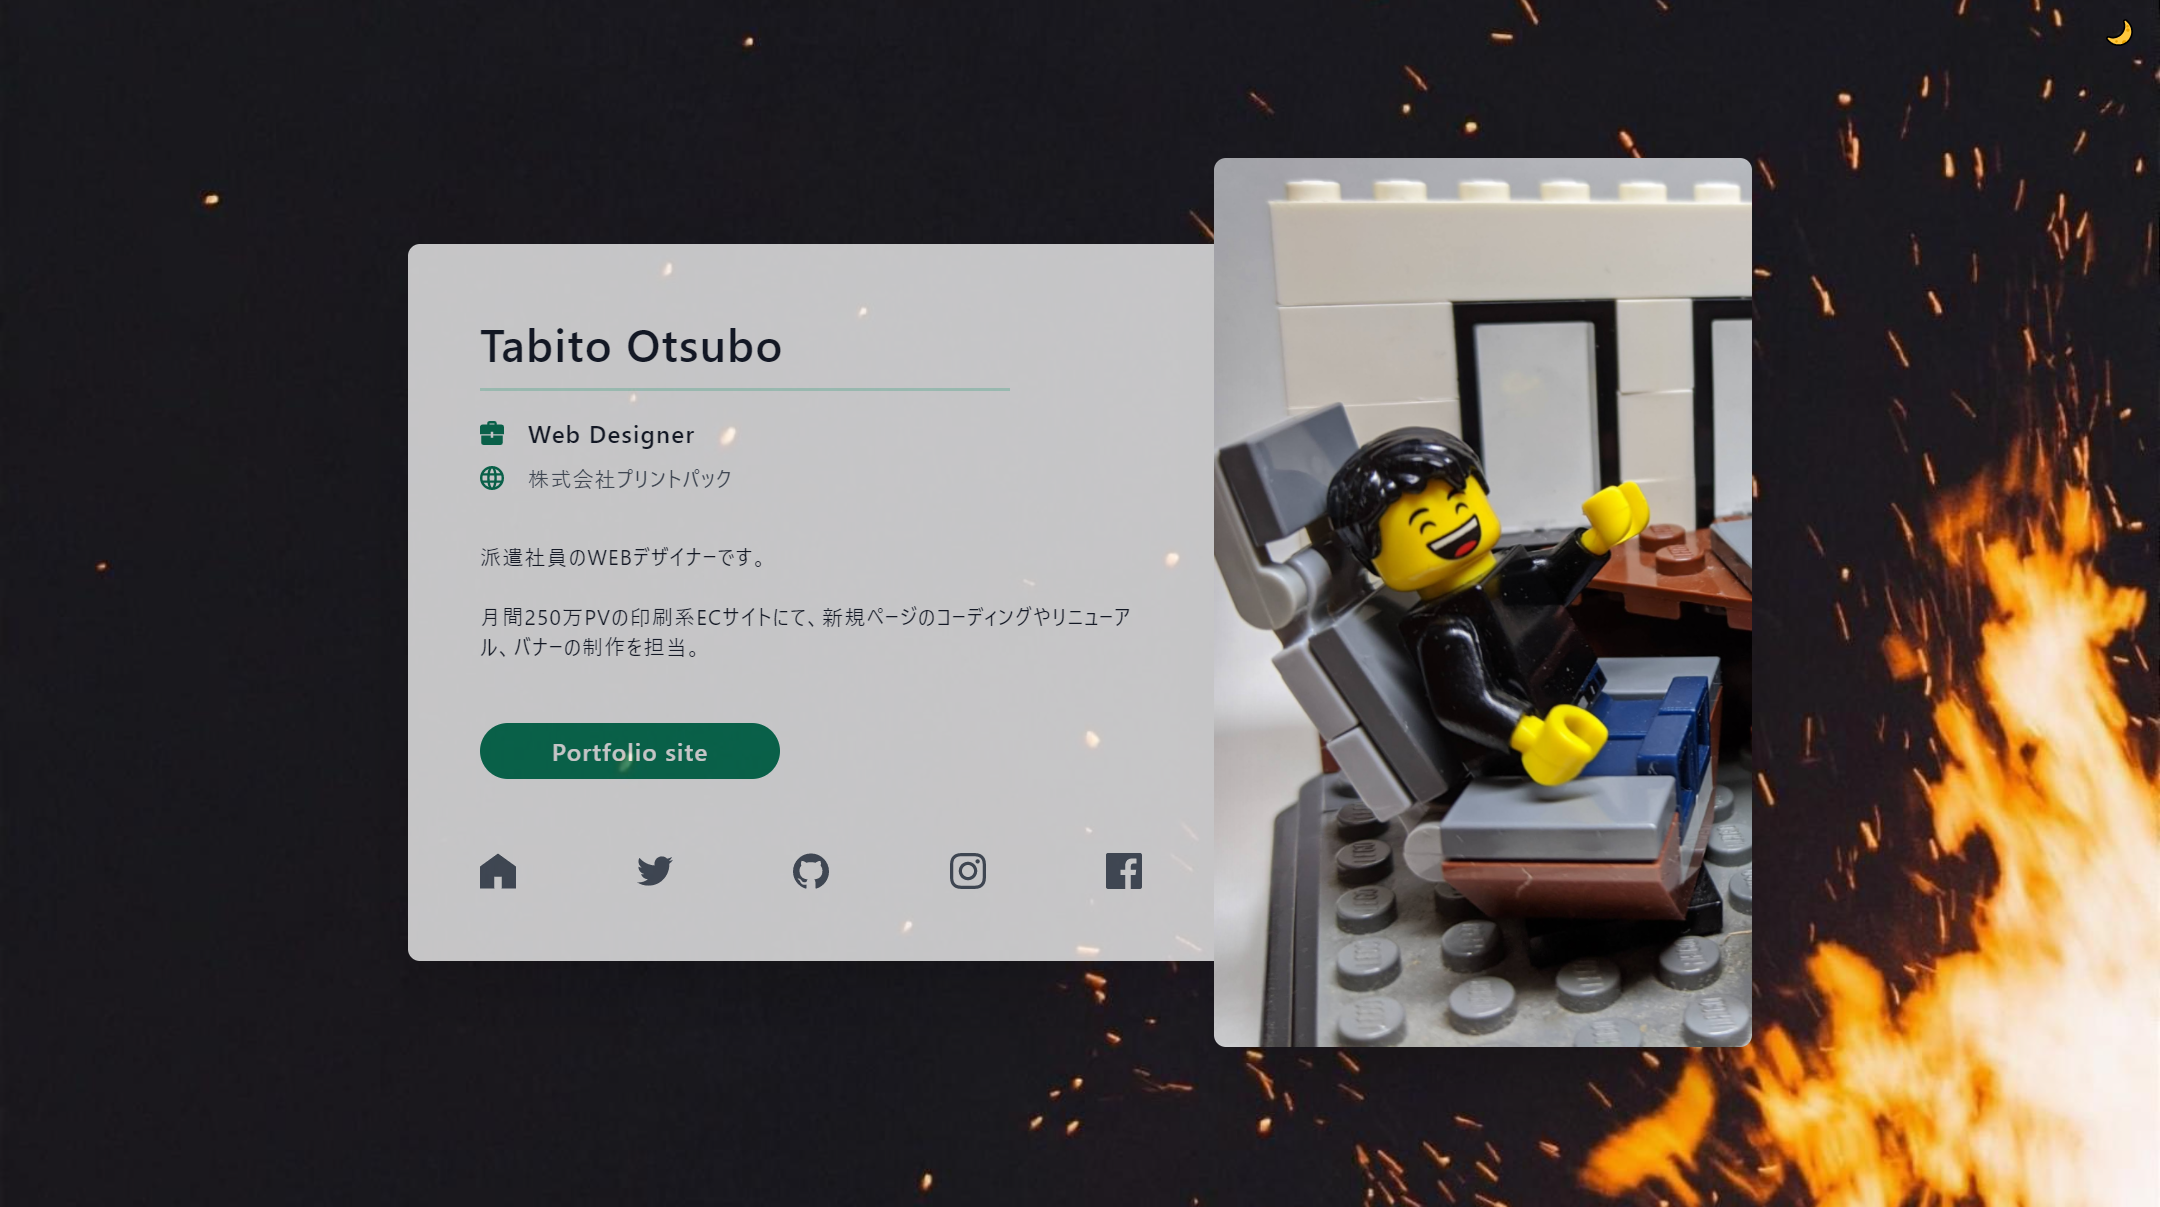 Tabito Otsubo
Web Designer
株式会社プリントパック
派遣社員のWEBデザイナーです。
月間250万PVの印刷系ECサイトにて、新規ページのコーディングやリニューア
ル、バナーの制作を担当。
Portfolio site